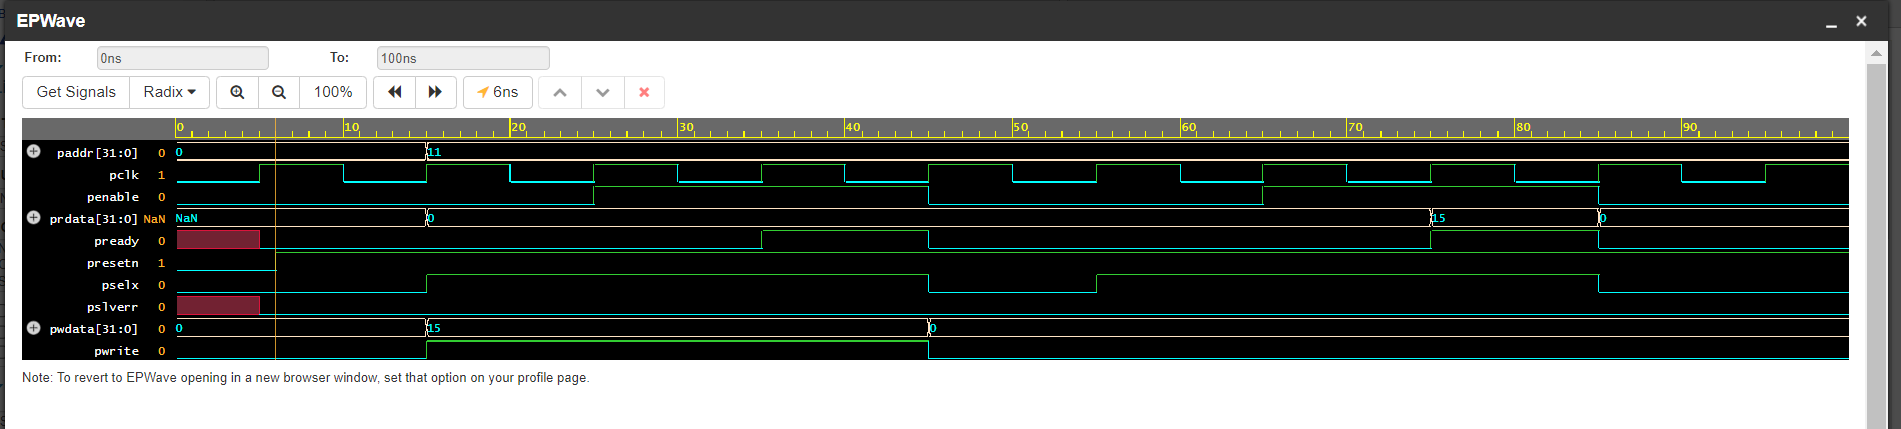 EPWave
From: 0ns To: 100ns
Get Signals Radix 100% 6ns
0 10 20 30 40 50 60 70 80 90
paddr[31:0] 0 0 11
pclk 1
penable 0
prdata[31:0] NaN NaN 0 15 0
pready 0
presetn 1
pselx 0
pslverr 0
pwdata[31:0] 0 0 15 0
pwrite 0
Note: To revert to EPWave opening in a new browser window, set that option on your profile page.